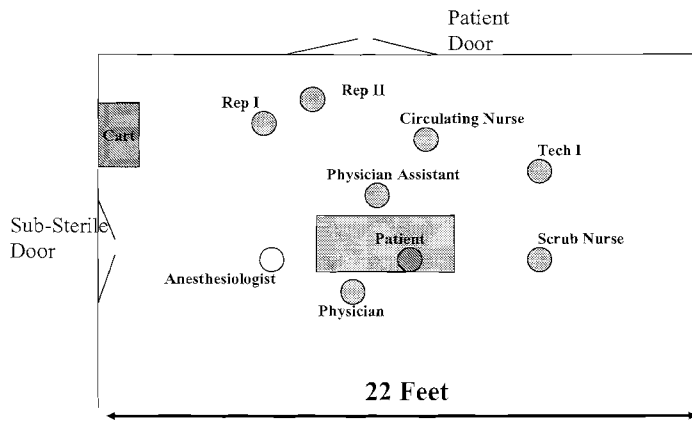 Patient
Door
Rep I
Rep II
Cart
Circulating Nurse
Tech I
Physician Assistant
Sub-Sterile
Door
Patient
Scrub Nurse
Anesthesiologist
Physician
22 Feet